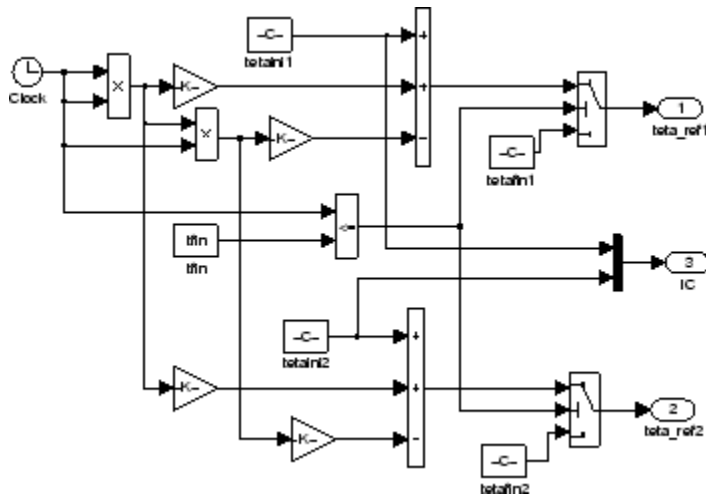 -C-
+
tetaini1
Clock
×
K-
+
1
teta_ref1
×
K-
-
-C-
tetafin1
<=
tfin
tfin
3
IC
-C-
+
tetaini2
K-
+
2
teta_ref2
K-
-
-C-
tetafin2